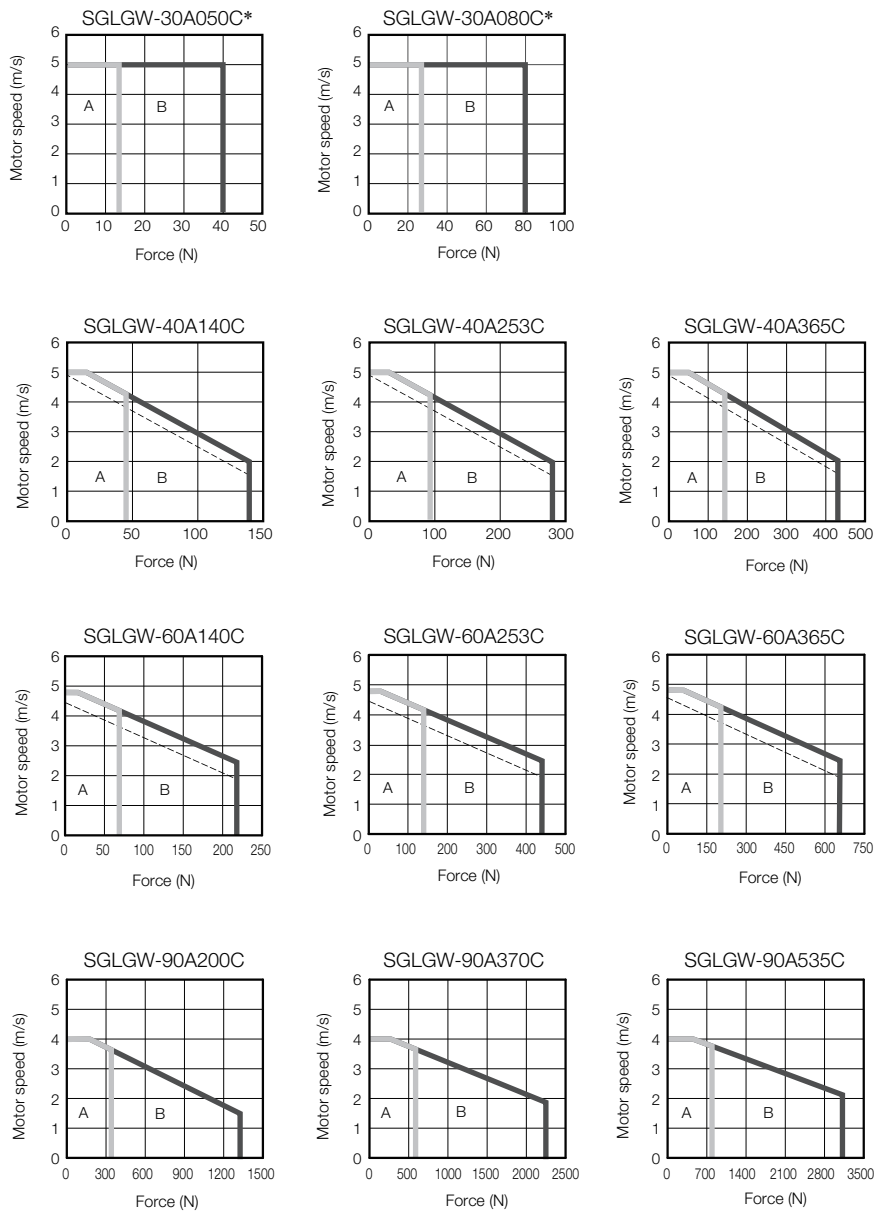 SGLGW-30A050C*
Motor speed (m/s)
6
5
4
3
2
1
0
A
B
0 10 20 30 40 50
Force (N)
SGLGW-30A080C*
Motor speed (m/s)
6
5
4
3
2
1
0
A
B
0 20 40 60 80 100
Force (N)
SGLGW-40A140C
Motor speed (m/s)
6
5
4
3
2
1
0
A
B
0 50 100 150
Force (N)
SGLGW-40A253C
Motor speed (m/s)
6
5
4
3
2
1
0
A
B
0 100 200 300
Force (N)
SGLGW-40A365C
Motor speed (m/s)
6
5
4
3
2
1
0
A
B
0 100 200 300 400 500
Force (N)
SGLGW-60A140C
Motor speed (m/s)
6
5
4
3
2
1
0
A
B
0 50 100 150 200 250
Force (N)
SGLGW-60A253C
Motor speed (m/s)
6
5
4
3
2
1
0
A
B
0 100 200 300 400 500
Force (N)
SGLGW-60A365C
Motor speed (m/s)
6
5
4
3
2
1
0
A
B
0 150 300 450 600 750
Force (N)
SGLGW-90A200C
Motor speed (m/s)
6
5
4
3
2
1
0
A
B
0 300 600 900 1200 1500
Force (N)
SGLGW-90A370C
Motor speed (m/s)
6
5
4
3
2
1
0
A
B
0 500 1000 1500 2000 2500
Force (N)
SGLGW-90A535C
Motor speed (m/s)
6
5
4
3
2
1
0
A
B
0 700 1400 2100 2800 3500
Force (N)